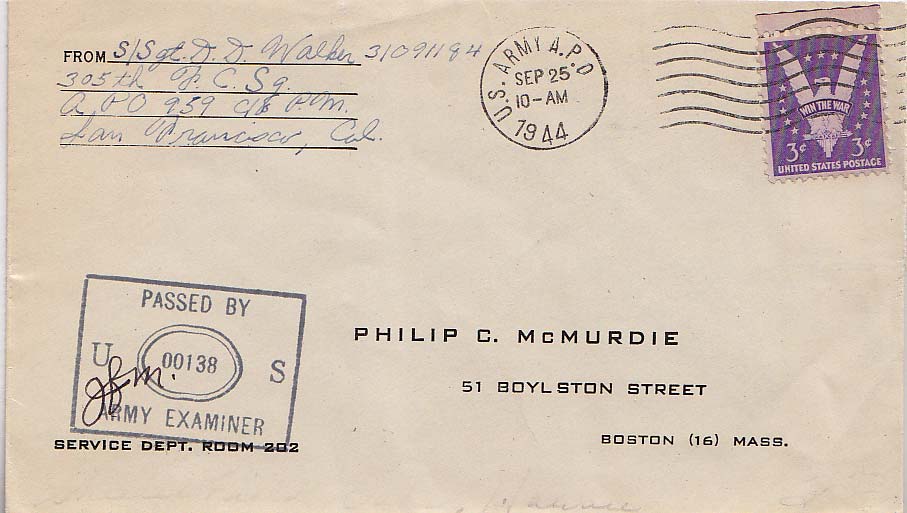 FROM S/Sgt. D. D. Walker 31091184
305th F. C. Sq.
A.P.O 959 c/o P.M.
San Francisco, Cal.
U.S. ARMY A.P.O
SEP 25
10-AM
1944
WIN THE WAR
3¢ 3¢
UNITED STATES POSTAGE
PASSED BY
U 00138 S
ARMY EXAMINER
SERVICE DEPT. ROOM 202
PHILIP C. McMURDIE
51 BOYLSTON STREET
BOSTON (16) MASS.
Hawaii